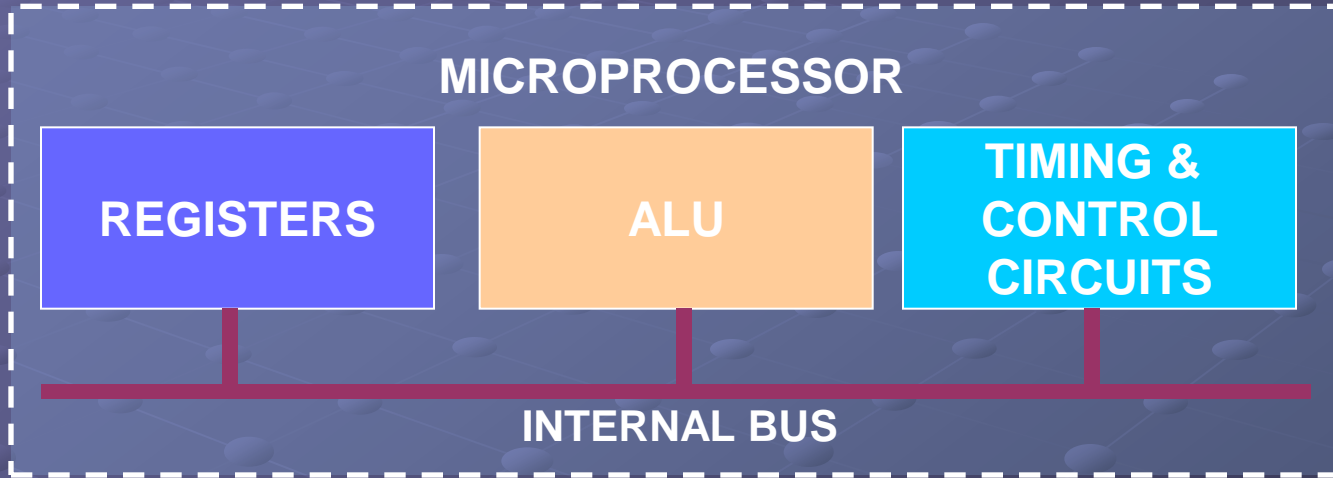 MICROPROCESSOR
REGISTERS
ALU
TIMING &
CONTROL
CIRCUITS
INTERNAL BUS